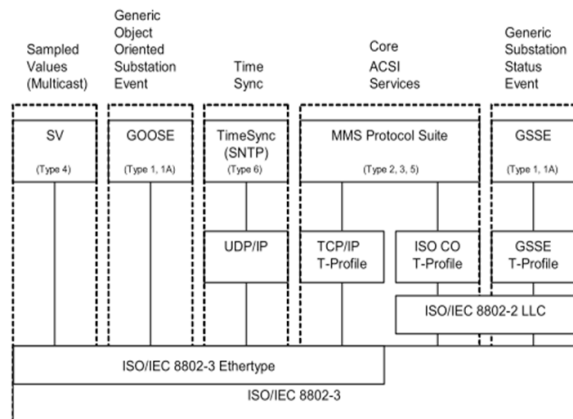 Sampled
Values
(Multicast)
Generic
Object
Oriented
Substation
Event
Time
Sync
Core
ACSI
Services
Generic
Substation
Status
Event
SV
(Type 4)
GOOSE
(Type 1, 1A)
TimeSync
(SNTP)
(Type 6)
MMS Protocol Suite
(Type 2, 3, 5)
GSSE
(Type 1, 1A)
UDP/IP
TCP/IP
T-Profile
ISO CO
T-Profile
GSSE
T-Profile
ISO/IEC 8802-2 LLC
ISO/IEC 8802-3 Ethertype
ISO/IEC 8802-3